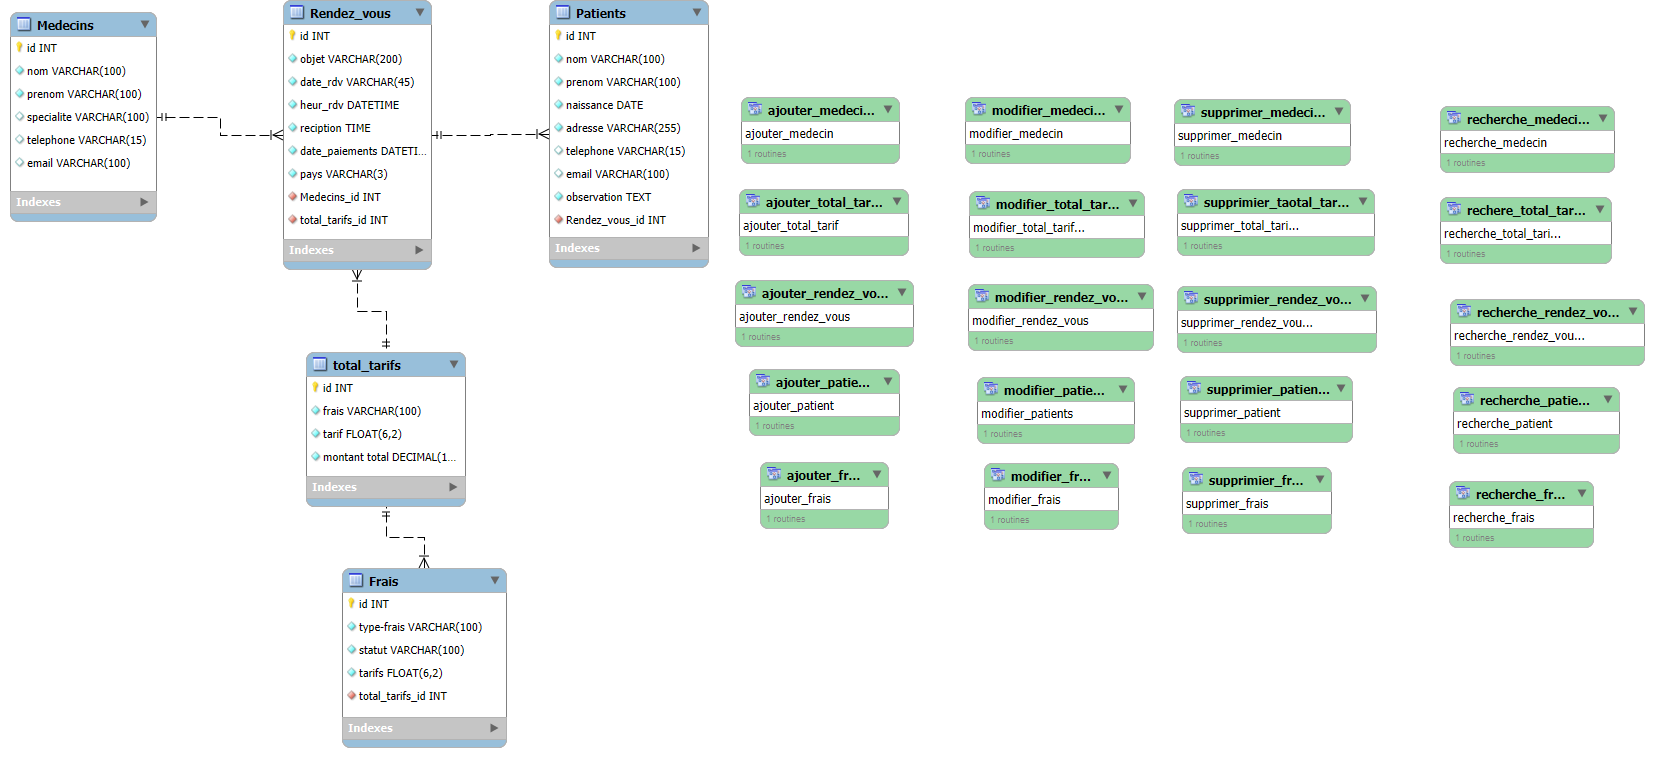 Medecins
id INT
nom VARCHAR(100)
prenom VARCHAR(100)
specialite VARCHAR(100)
telephone VARCHAR(15)
email VARCHAR(100)
Indexes
Rendez_vous
id INT
objet VARCHAR(200)
date_rdv VARCHAR(45)
heur_rdv DATETIME
reciption TIME
date_paiements DATETI...
pays VARCHAR(3)
Medecins_id INT
total_tarifs_id INT
Indexes
Patients
id INT
nom VARCHAR(100)
prenom VARCHAR(100)
naissance DATE
adresse VARCHAR(255)
telephone VARCHAR(15)
email VARCHAR(100)
observation TEXT
Rendez_vous_id INT
Indexes
total_tarifs
id INT
frais VARCHAR(100)
tarif FLOAT(6,2)
montant total DECIMAL(1...
Indexes
Frais
id INT
type-frais VARCHAR(100)
statut VARCHAR(100)
tarifs FLOAT(6,2)
total_tarifs_id INT
Indexes
ajouter_medeci...
ajouter_medecin
1 routines
modifier_medeci...
modifier_medecin
1 routines
supprimer_medeci...
supprimer_medecin
1 routines
recherche_medeci...
recherche_medecin
1 routines
ajouter_total_tar...
ajouter_total_tarif
1 routines
modifier_total_tar...
modifier_total_tarif...
1 routines
supprimier_taotal_tar...
supprimer_total_tari...
1 routines
rechere_total_tar...
recherche_total_tari...
1 routines
ajouter_rendez_vo...
ajouter_rendez_vous
1 routines
modifier_rendez_vo...
modifier_rendez_vous
1 routines
supprimier_rendez_vo...
supprimer_rendez_vou...
1 routines
recherche_rendez_vo...
recherche_rendez_vou...
1 routines
ajouter_patie...
ajouter_patient
1 routines
modifier_patie...
modifier_patients
1 routines
supprimier_patien...
supprimer_patient
1 routines
recherche_patie...
recherche_patient
1 routines
ajouter_fr...
ajouter_frais
1 routines
modifier_fr...
modifier_frais
1 routines
supprimier_fr...
supprimer_frais
1 routines
recherche_fr...
recherche_frais
1 routines